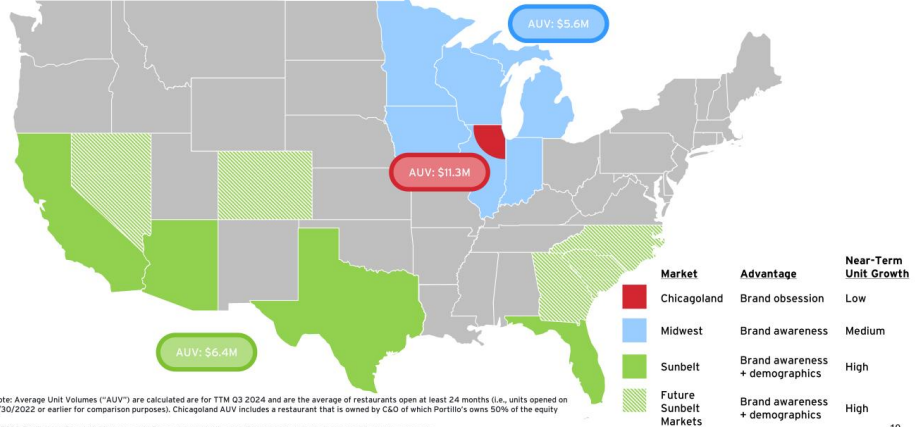 AUV: $5.6M
AUV: $11.3M
AUV: $6.4M
Market Advantage Near-Term Unit Growth
Chicagoland Brand obsession Low
Midwest Brand awareness Medium
Sunbelt Brand awareness + demographics High
Future Sunbelt Markets Brand awareness + demographics High
ote: Average Unit Volumes ("AUV") are calculated are for TTM Q3 2024 and are the average of restaurants open at least 24 months (i.e., units opened on
/30/2022 or earlier for comparison purposes). Chicagoland AUV includes a restaurant that is owned by C&O of which Portillo's owns 50% of the equity